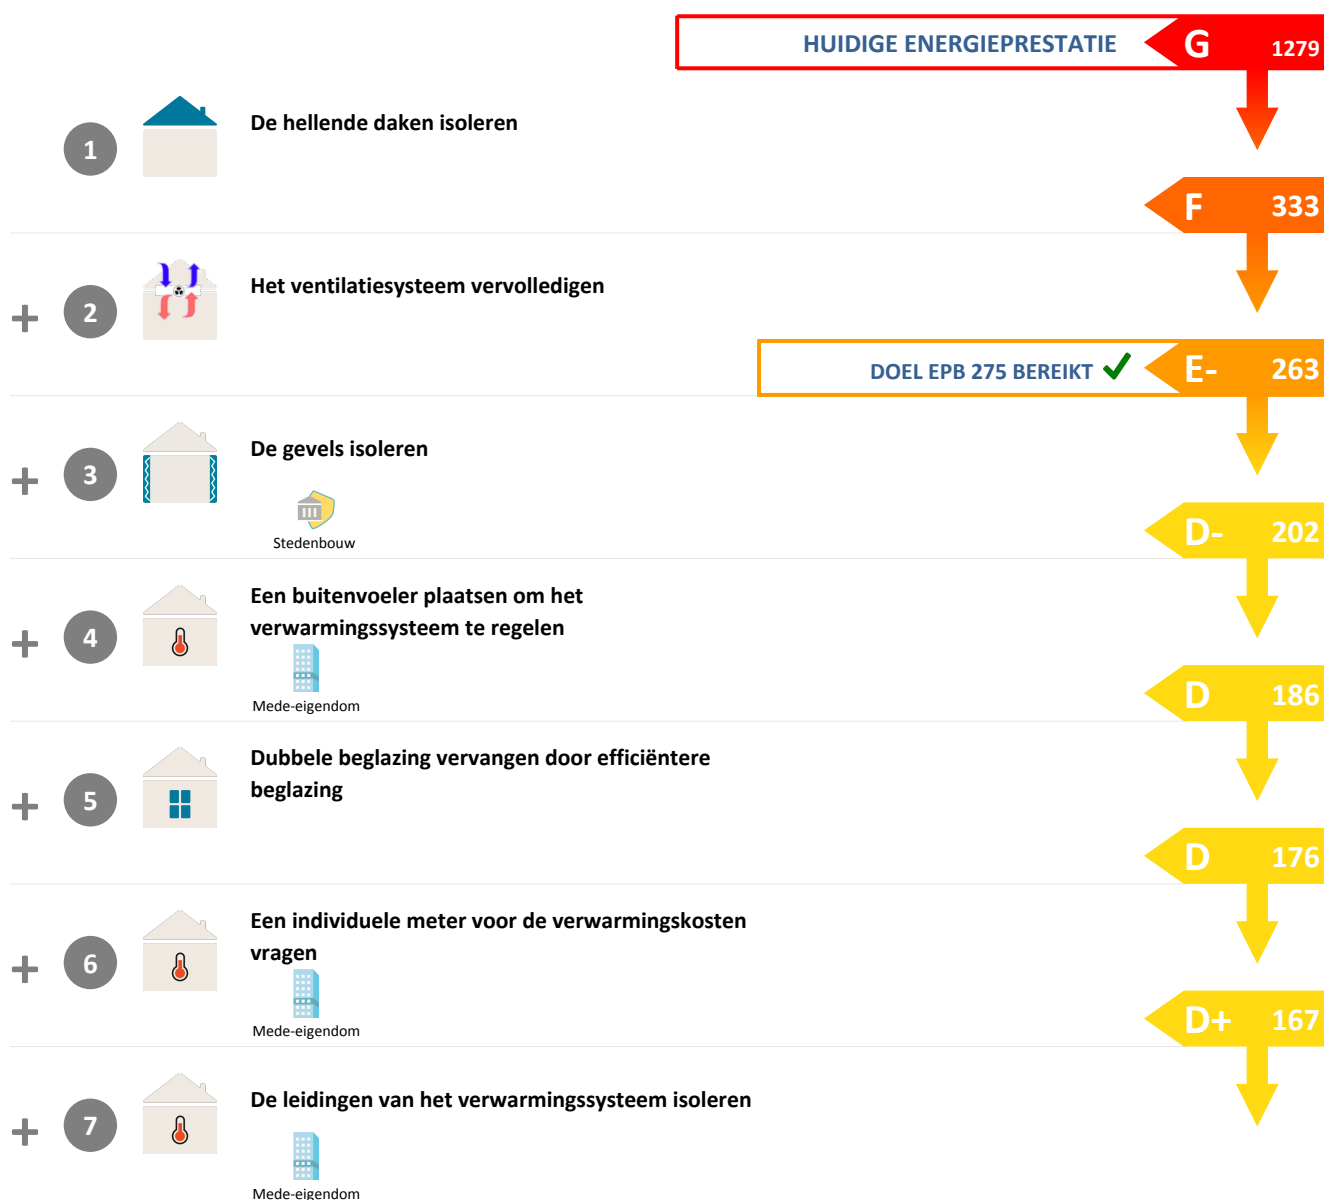 HUIDIGE ENERGIEPRESTATIE G 1279
1 De hellende daken isoleren
F 333
+ 2 Het ventilatiesysteem vervolledigen
DOEL EPB 275 BEREIKT E- 263
+ 3 De gevels isoleren
Stedenbouw
D- 202
+ 4 Een buitenvoeler plaatsen om het
verwarmingssysteem te regelen
Mede-eigendom
D 186
+ 5 Dubbele beglazing vervangen door efficiëntere
beglazing
D 176
+ 6 Een individuele meter voor de verwarmingskosten
vragen
Mede-eigendom
D+ 167
+ 7 De leidingen van het verwarmingssysteem isoleren
Mede-eigendom